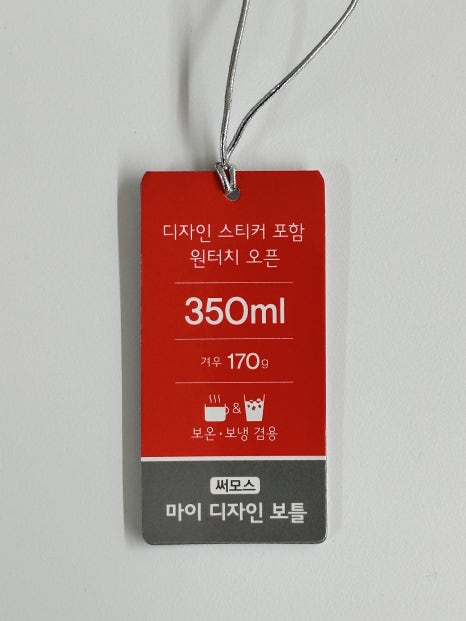 디자인 스티커 포함
원터치 오픈
350ml
겨우 170g
&
보온·보냉 겸용
써모스
마이 디자인 보틀